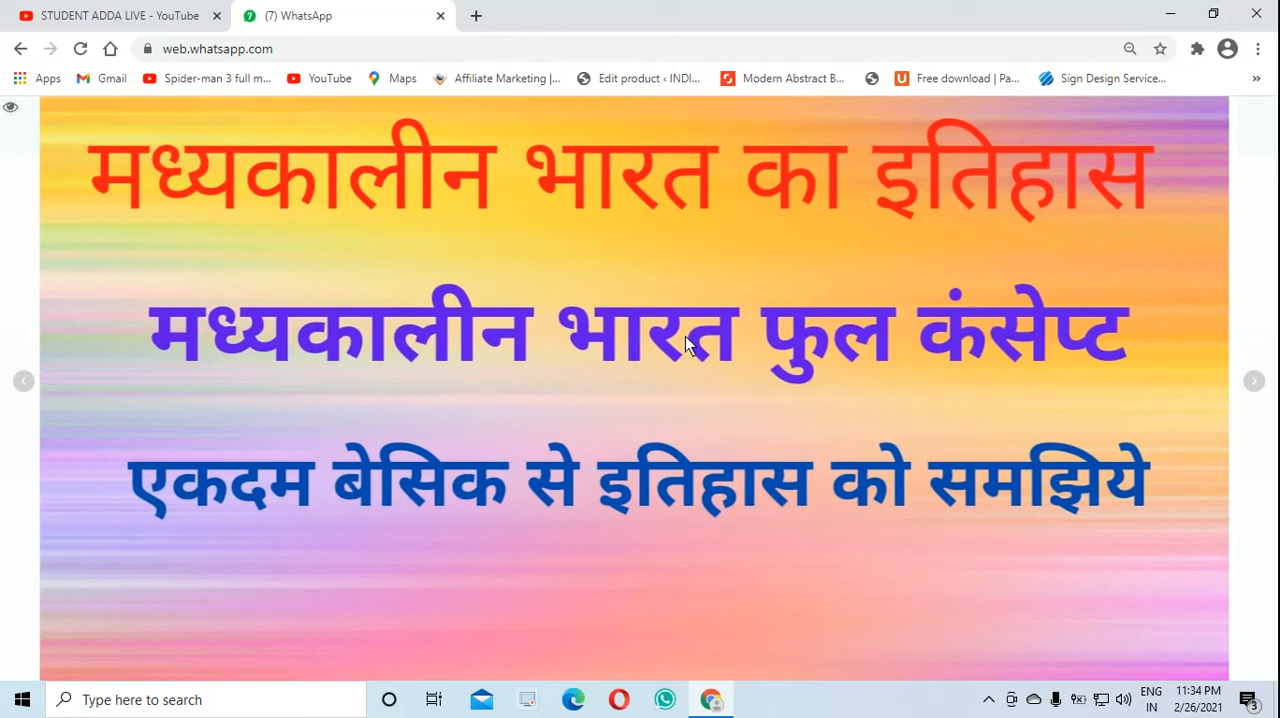 STUDENT ADDA LIVE - YouTube
7
(7) WhatsApp
web.whatsapp.com
Apps
Gmail
Spider-man 3 full m...
YouTube
Maps
Affiliate Marketing |...
Edit product ‹ INDI...
Modern Abstract B...
Free download | Pa...
Sign Design Service...
»
मध्यकालीन भारत का इतिहास
मध्यकालीन भारत फुल कंसेप्ट
एकदम बेसिक से इतिहास को समझिये
Type here to search
ENG
IN
11:34 PM
2/26/2021
3